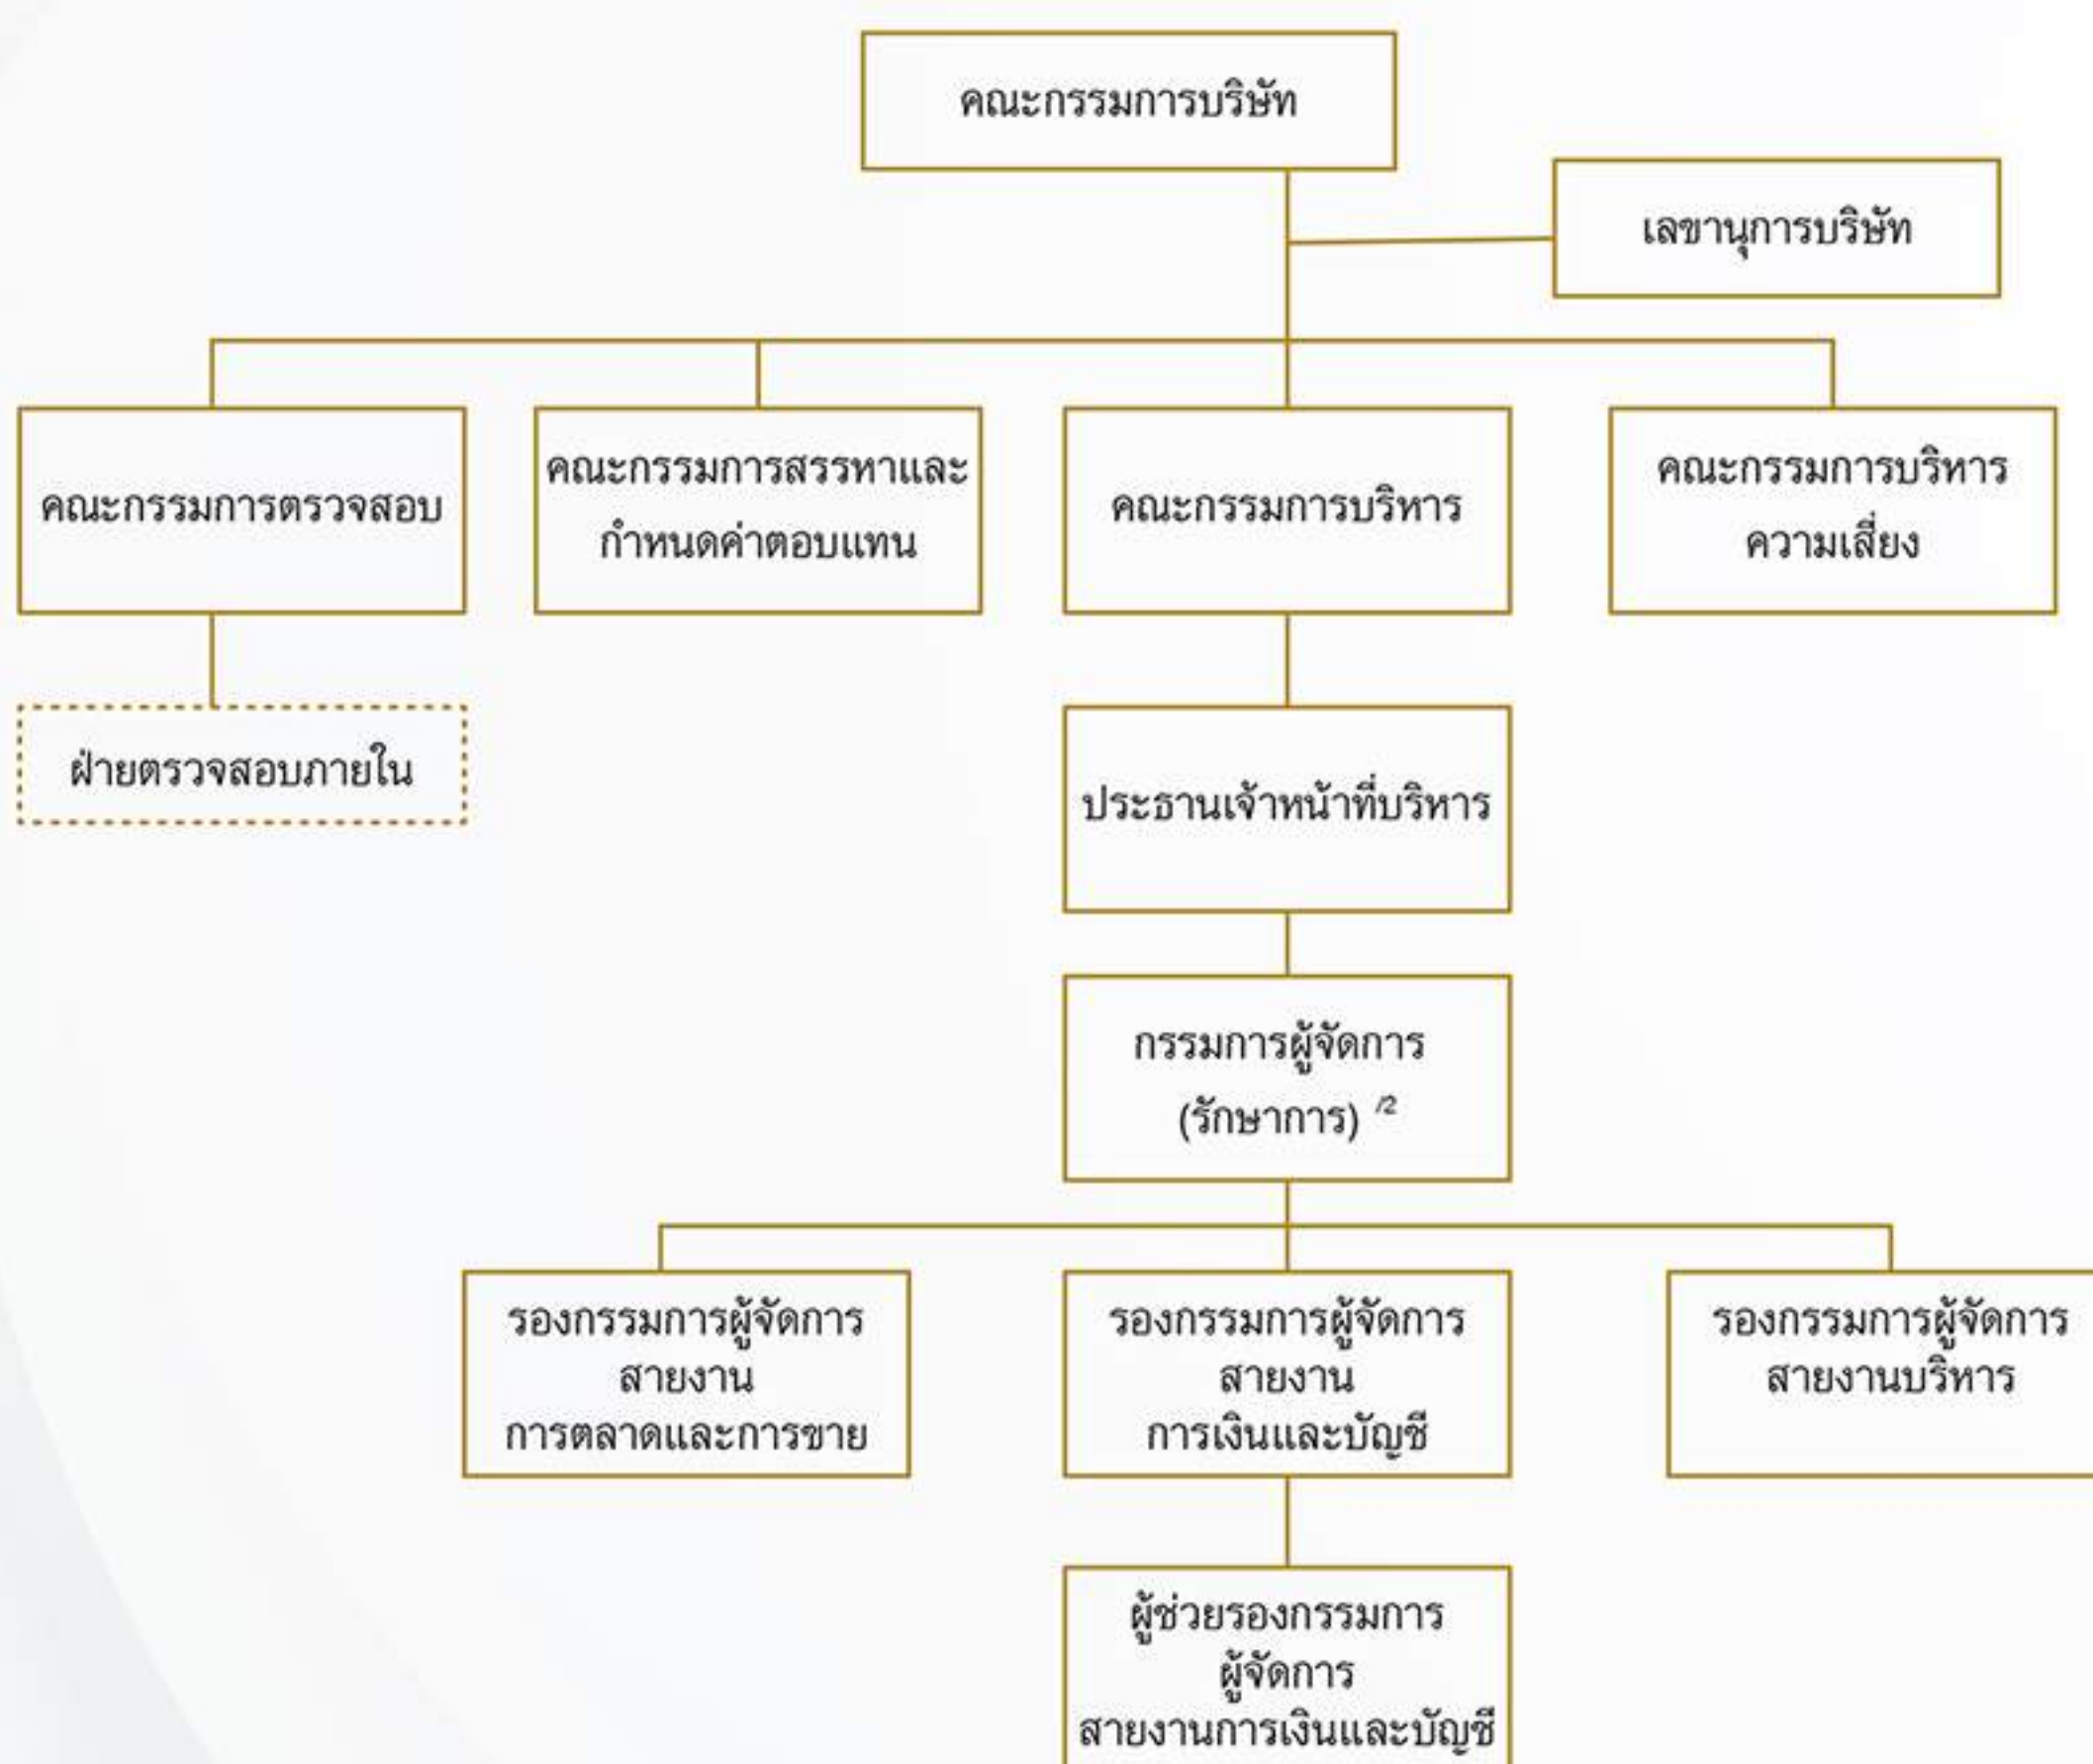 คณะกรรมการบริษัท
เลขานุการบริษัท
คณะกรรมการตรวจสอบ
คณะกรรมการสรรหาและ
กำหนดค่าตอบแทน
คณะกรรมการบริหาร
คณะกรรมการบริหาร
ความเสี่ยง
ฝ่ายตรวจสอบภายใน
ประธานเจ้าหน้าที่บริหาร
กรรมการผู้จัดการ
(รักษาการ) /2
รองกรรมการผู้จัดการ
สายงาน
การตลาดและการขาย
รองกรรมการผู้จัดการ
สายงาน
การเงินและบัญชี
รองกรรมการผู้จัดการ
สายงานบริหาร
ผู้ช่วยรองกรรมการ
ผู้จัดการ
สายงานการเงินและบัญชี